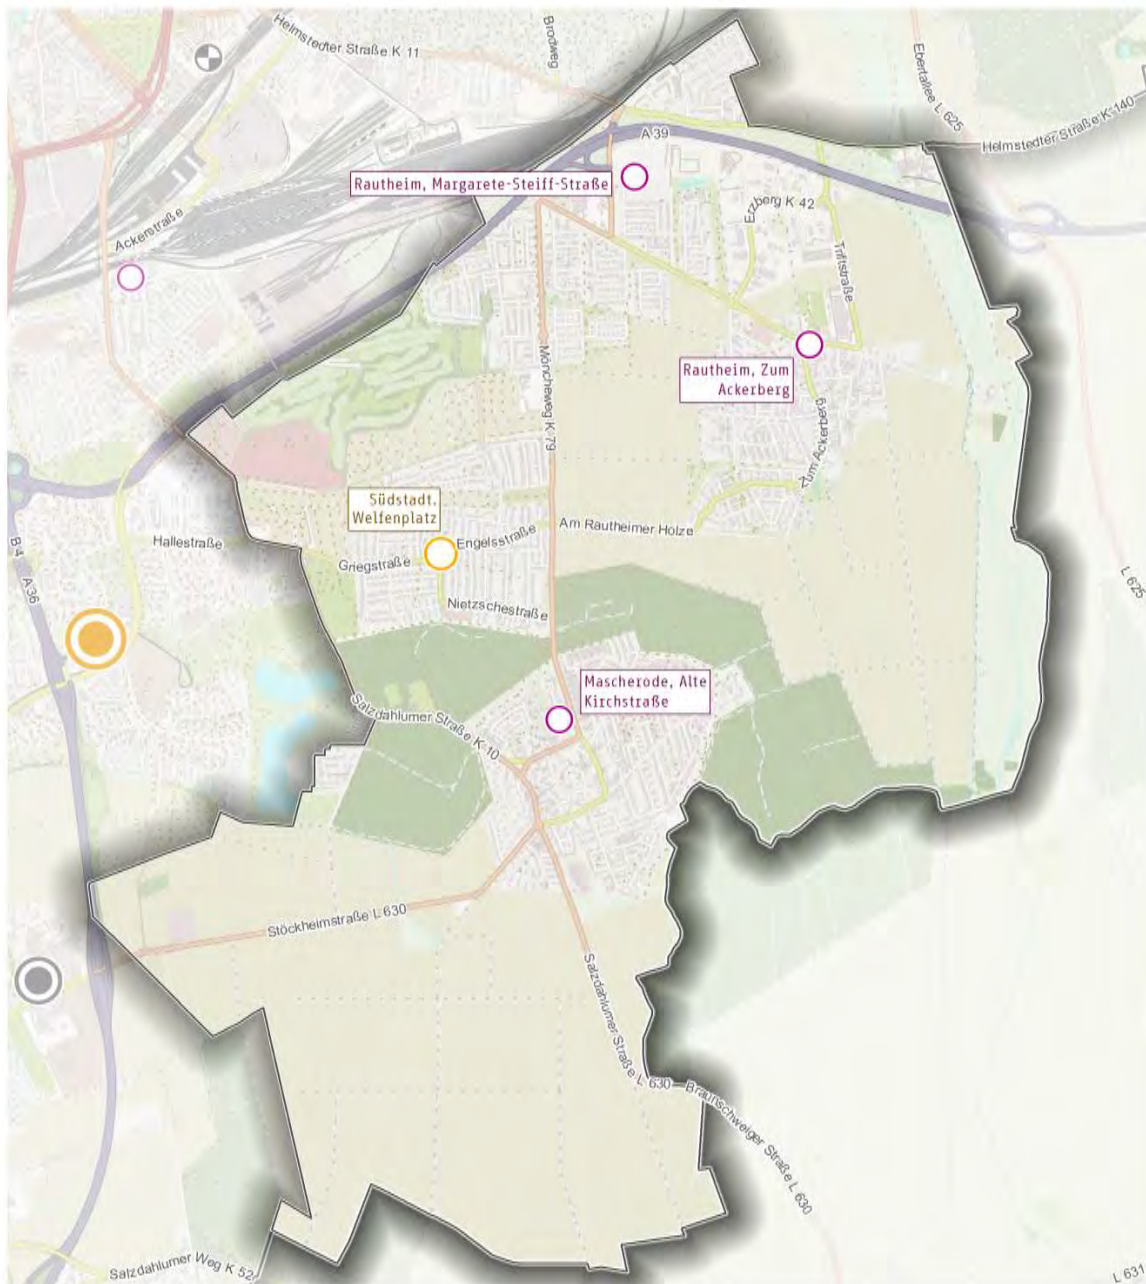 Helmstedter Straße K 11
Brodweg
Ebertallee L 625
Helmstedter Straße K 140
A 39
Rautheim, Margarete-Steiff-Straße
Ackerstraße
Erzberg K 42
Triftstraße
Rautheim, Zum
Ackerberg
Möncheweg K 79
Zum Ackerberg
Südstadt,
Welfenplatz
Engelsstraße
Am Rautheimer Holze
Griegstraße
Hallestraße
B 4
A 36
L 625
Nietzschestraße
Mascherode, Alte
Kirchstraße
Salzdahlumer Straße K 10
Stöckheimstraße L 630
Salzdahlumer Straße L 630
Braunschweiger Straße L 630
Salzdahlumer Weg K 52
L 631